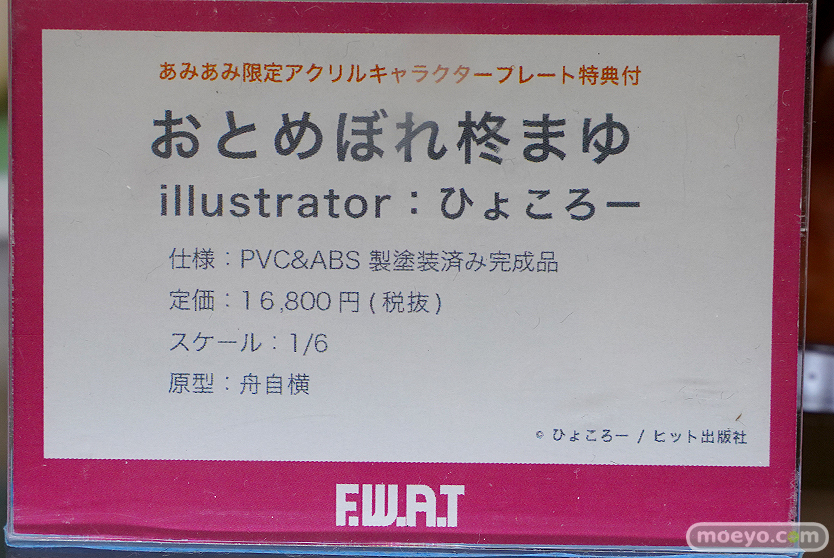 あみあみ限定アクリルキャラクタープレート特典付
おとめぼれ柊まゆ
illustrator：ひょころー
仕様：PVC&ABS 製塗装済み完成品
定価：16,800 円 (税抜)
スケール：1/6
原型：舟自横
© ひょころー / ヒット出版社
F.W.A.T
moeyo.com